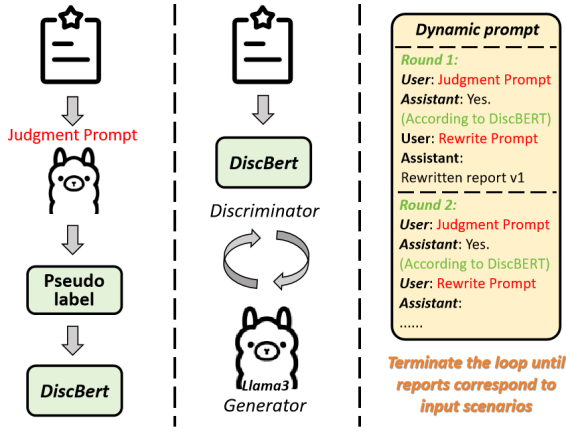 Judgment Prompt
Pseudo
label
DiscBert
DiscBert
Discriminator
Llama3
Generator
Dynamic prompt
Round 1:
User: Judgment Prompt
Assistant: Yes.
(According to DiscBERT)
User: Rewrite Prompt
Assistant:
Rewritten report v1
Round 2:
User: Judgment Prompt
Assistant: Yes.
(According to DiscBERT)
User: Rewrite Prompt
Assistant:
......
Terminate the loop until
reports correspond to
input scenarios